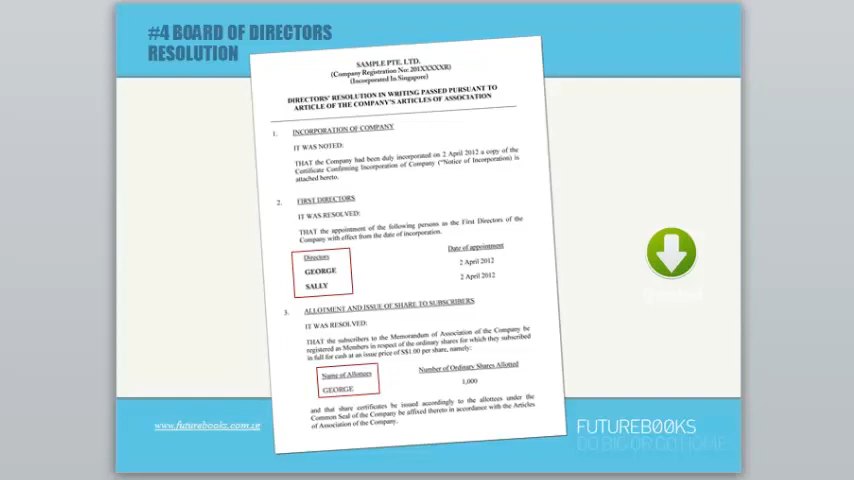 #4 BOARD OF DIRECTORS
RESOLUTION
SAMPLE PTE. LTD.
(Company Registration No: 201XXXXXR)
(Incorporated In Singapore)
DIRECTORS' RESOLUTION IN WRITING PASSED PURSUANT TO
ARTICLE OF THE COMPANY'S ARTICLES OF ASSOCIATION
1. INCORPORATION OF COMPANY
IT WAS NOTED:
THAT the Company had been duly incorporated on 2 April 2012 a copy of the
Certificate Confirming Incorporation of Company ("Notice of Incorporation) is
attached hereto.
2. FIRST DIRECTORS
IT WAS RESOLVED:
THAT the appointment of the following persons as the First Directors of the
Company with effect from the date of incorporation.
Directors Date of appointment
GEORGE 2 April 2012
SALLY 2 April 2012
3. ALLOTMENT AND ISSUE OF SHARE TO SUBSCRIBERS
IT WAS RESOLVED:
THAT the subscribers to the Memorandum of Association of the Company be
registered as Members in respect of the ordinary shares for which they subscribed
in full for cash at an issue price of S$1.00 per share, namely:
Name of Allottees Number of Ordinary Shares Allotted
GEORGE 1,000
and that share certificates be issued accordingly to the allottees under the
Common Seal of the Company be affixed thereto in accordance with the Articles
of Association of the Company.
www.futurebooks.com.sg
FUTUREBOOKS
DO BIG OR GO HOME